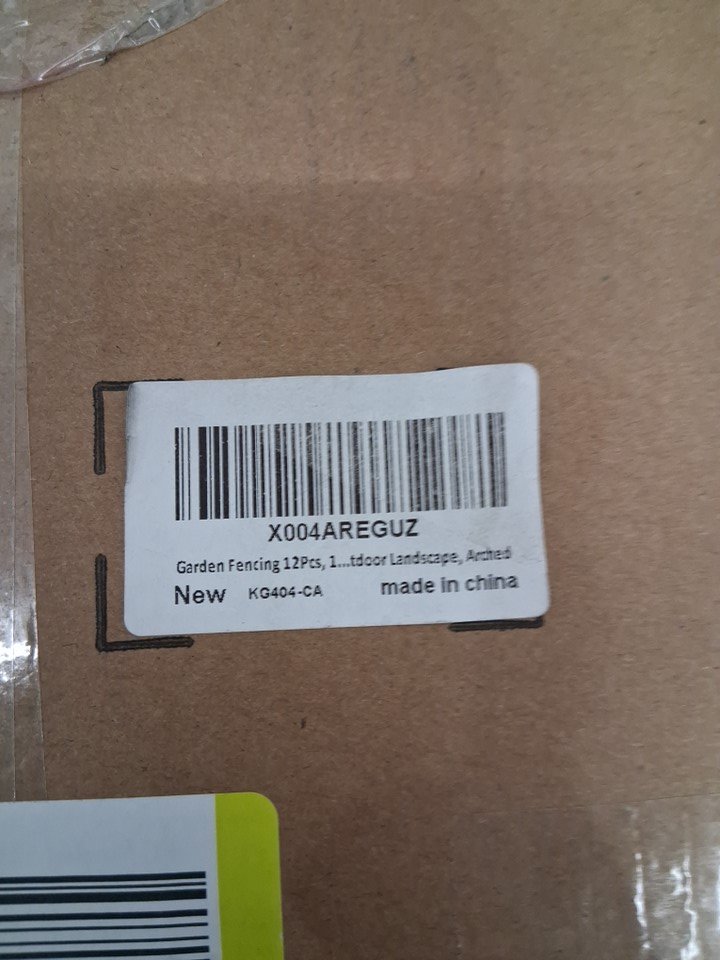 X004AREGUZ
Garden Fencing 12Pcs, 1...tdoor Landscape, Arched
New KG404-CA made in china